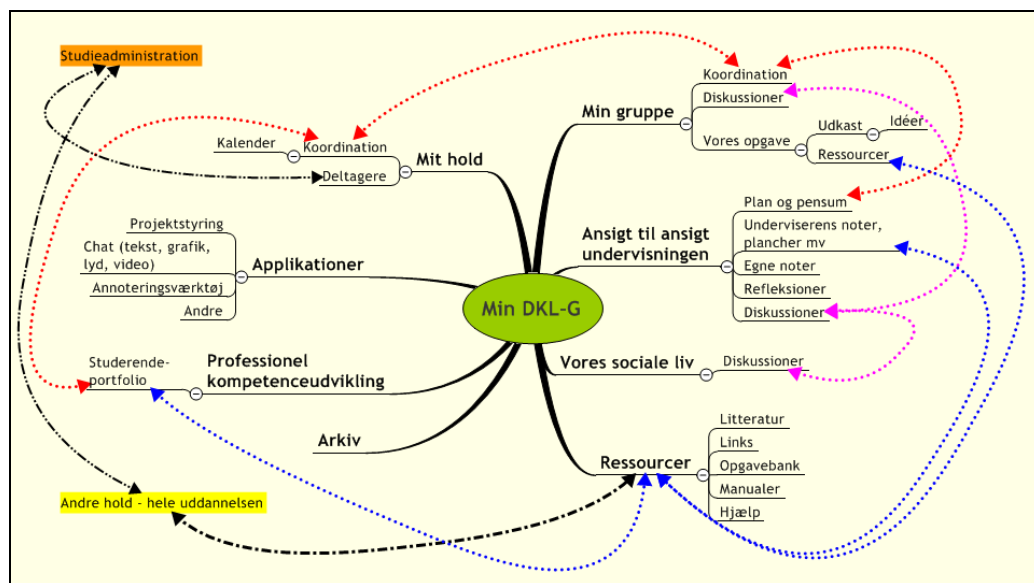 Studieadministration
Kalender
Koordination
Deltagere
Mit hold
Projektstyring
Chat (tekst, grafik,
lyd, video)
Annoteringsværktøj
Andre
Applikationer
Studerende-
portfolio
Professionel
kompetenceudvikling
Arkiv
Andre hold - hele uddannelsen
Min DKL-G
Min gruppe
Koordination
Diskussioner
Vores opgave
Udkast
Idéer
Ressourcer
Ansigt til ansigt
undervisningen
Plan og pensum
Underviserens noter,
plancher mv
Egne noter
Refleksioner
Diskussioner
Vores sociale liv
Diskussioner
Ressourcer
Litteratur
Links
Opgavebank
Manualer
Hjælp